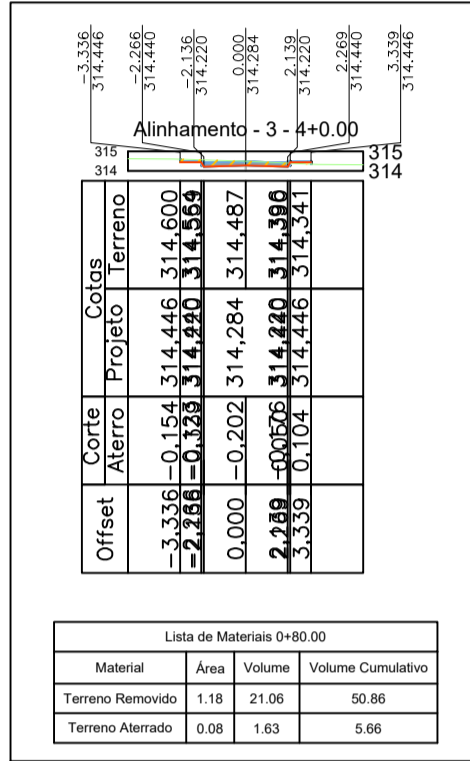 -3.336 314.446
-2.266 314.440
-2.136 314.220
0.000 314.284
2.139 314.220
2.269 314.440
3.339 314.446
Alinhamento - 3 - 4+0.00
315 315
314 314
Cotas
Terreno 314,600 314,487 314,341
Projeto 314,446 314,284 314,446
Corte
Aterro -0,154 -0,202 0,104
Offset -3,336 0,000 3,339
Lista de Materiais 0+80.00
Material Área Volume Volume Cumulativo
Terreno Removido 1.18 21.06 50.86
Terreno Aterrado 0.08 1.63 5.66